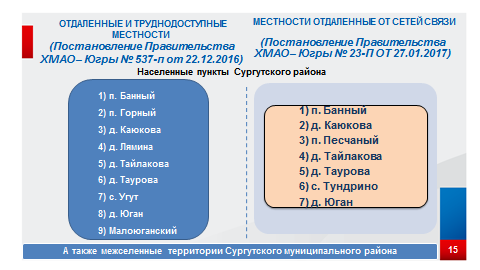 ОТДАЛЕННЫЕ И ТРУДНОДОСТУПНЫЕ
МЕСТНОСТИ
(Постановление Правительства
ХМАО– Югры № 537-п от 22.12.2016)
МЕСТНОСТИ ОТДАЛЕННЫЕ ОТ СЕТЕЙ СВЯЗИ
(Постановление Правительства
ХМАО– Югры № 23-П ОТ 27.01.2017)
Населенные пункты Сургутского района
1) п. Банный
2) п. Горный
3) д. Каюкова
4) д. Лямина
5) д. Тайлакова
6) д. Таурова
7) с. Угут
8) д. Юган
9) Малоюганский
1) п. Банный
2) д. Каюкова
3) п. Песчаный
4) д. Тайлакова
5) д. Таурова
6) с. Тундрино
7) д. Юган
А также межселенные территории Сургутского муниципального района
15